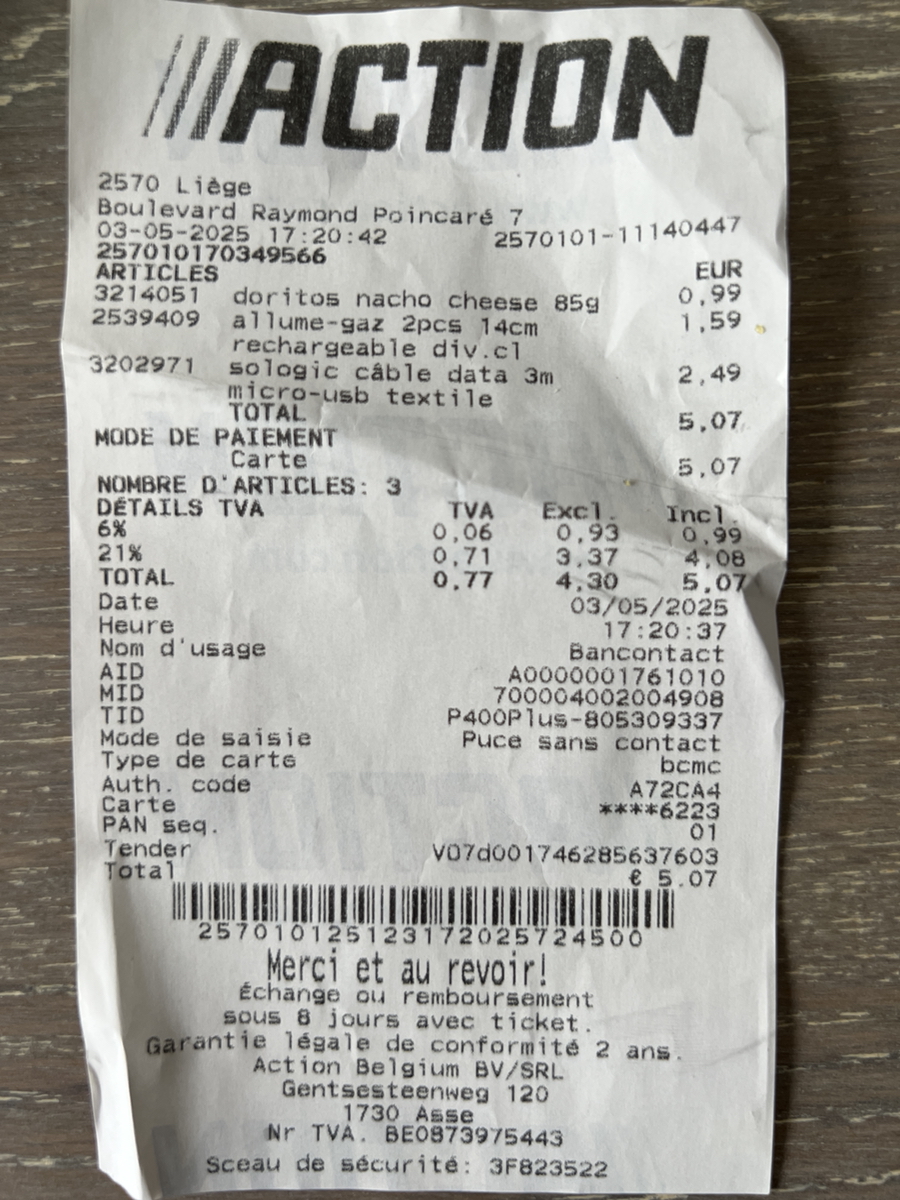 ACTION
2570 Liège
Boulevard Raymond Poincaré 7
03-05-2025 17:20:42 2570101-11140447
257010170349566
ARTICLES EUR
3214051 doritos nacho cheese 85g 0,99
2539409 allume-gaz 2pcs 14cm 1,59
rechargeable div.cl
3202971 sologic câble data 3m 2,49
micro-usb textile
TOTAL 5,07
MODE DE PAIEMENT
Carte 5,07
NOMBRE D'ARTICLES: 3
DÉTAILS TVA TVA Excl. Incl.
6% 0,06 0,93 0,99
21% 0,71 3,37 4,08
TOTAL 0,77 4,30 5,07
Date 03/05/2025
Heure 17:20:37
Nom d'usage Bancontact
AID A0000001761010
MID 700004002004908
TID P400Plus-805309337
Mode de saisie Puce sans contact
Type de carte bcmc
Auth. code A72CA4
Carte ****6223
PAN seq. 01
Tender V07d001746285637603
Total € 5.07
257010125123172025724500
Merci et au revoir!
Échange ou remboursement
sous 8 jours avec ticket.
Garantie légale de conformité 2 ans.
Action Belgium BV/SRL
Gentsesteenweg 120
1730 Asse
Nr TVA. BE0873975443
Sceau de sécurité: 3F823522